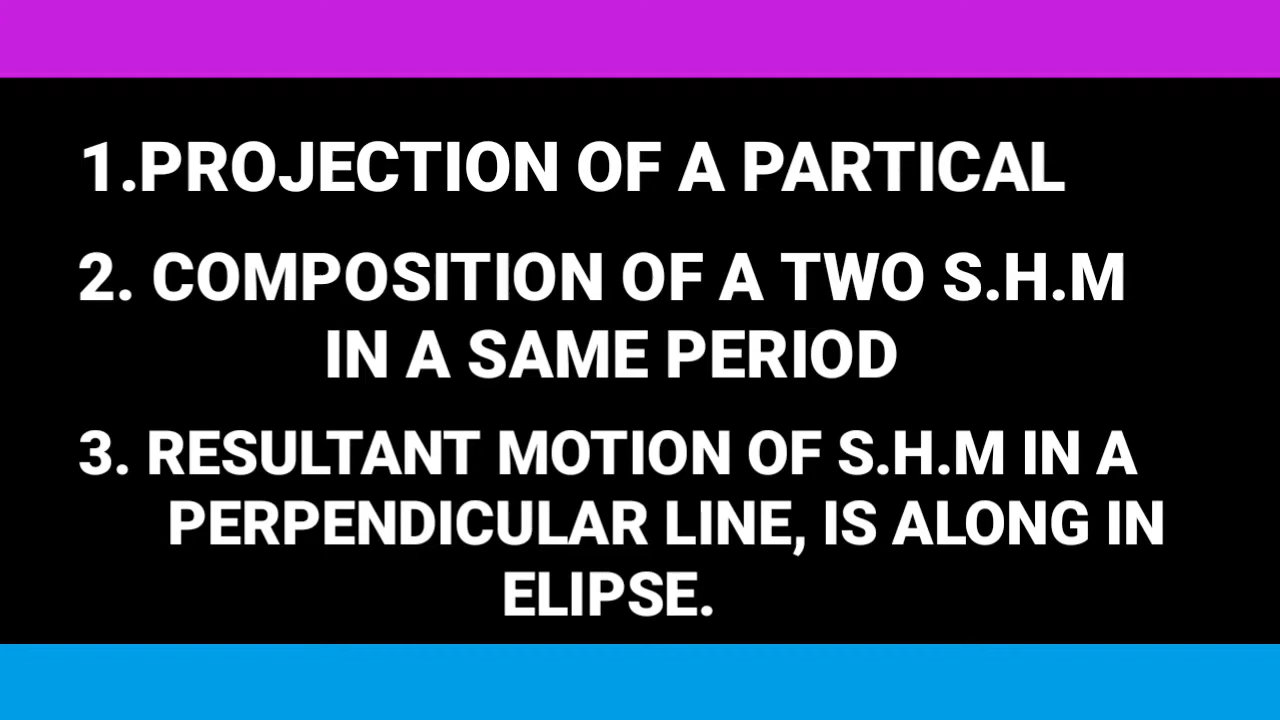 1.PROJECTION OF A PARTICAL
2. COMPOSITION OF A TWO S.H.M
IN A SAME PERIOD
3. RESULTANT MOTION OF S.H.M IN A
PERPENDICULAR LINE, IS ALONG IN
ELIPSE.